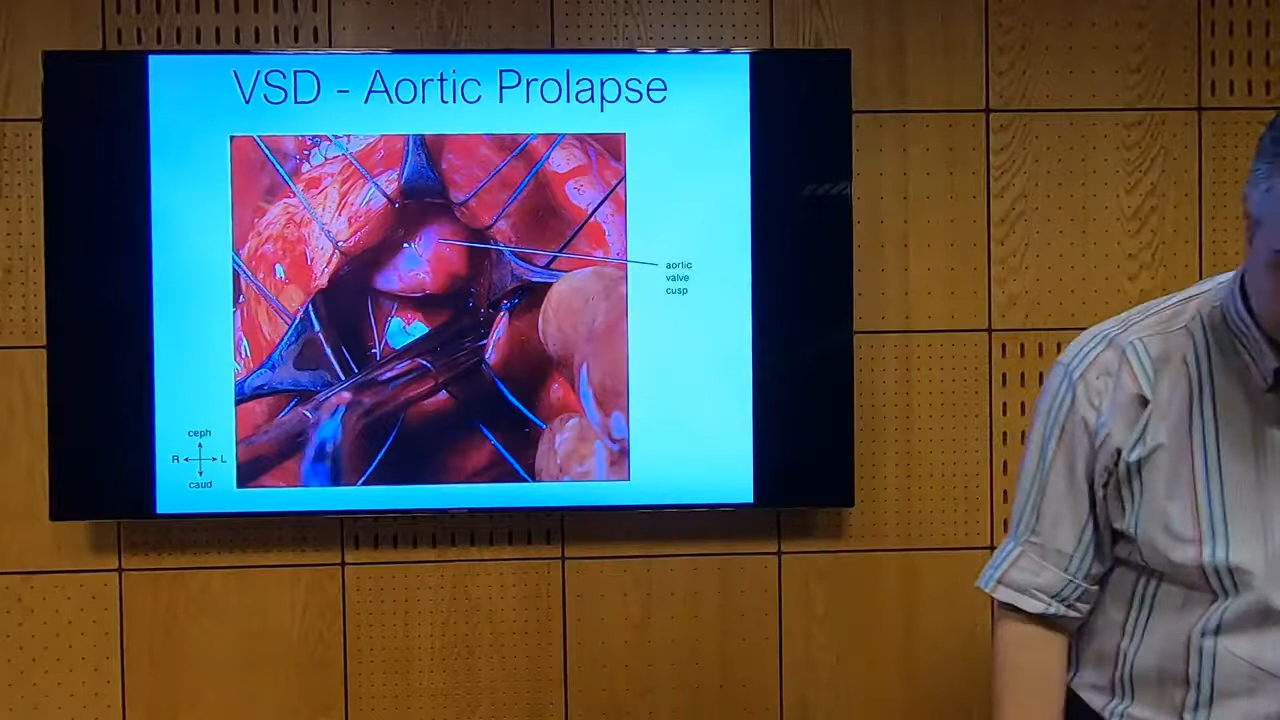 VSD - Aortic Prolapse
aortic
valve
cusp
ceph
R L
caud